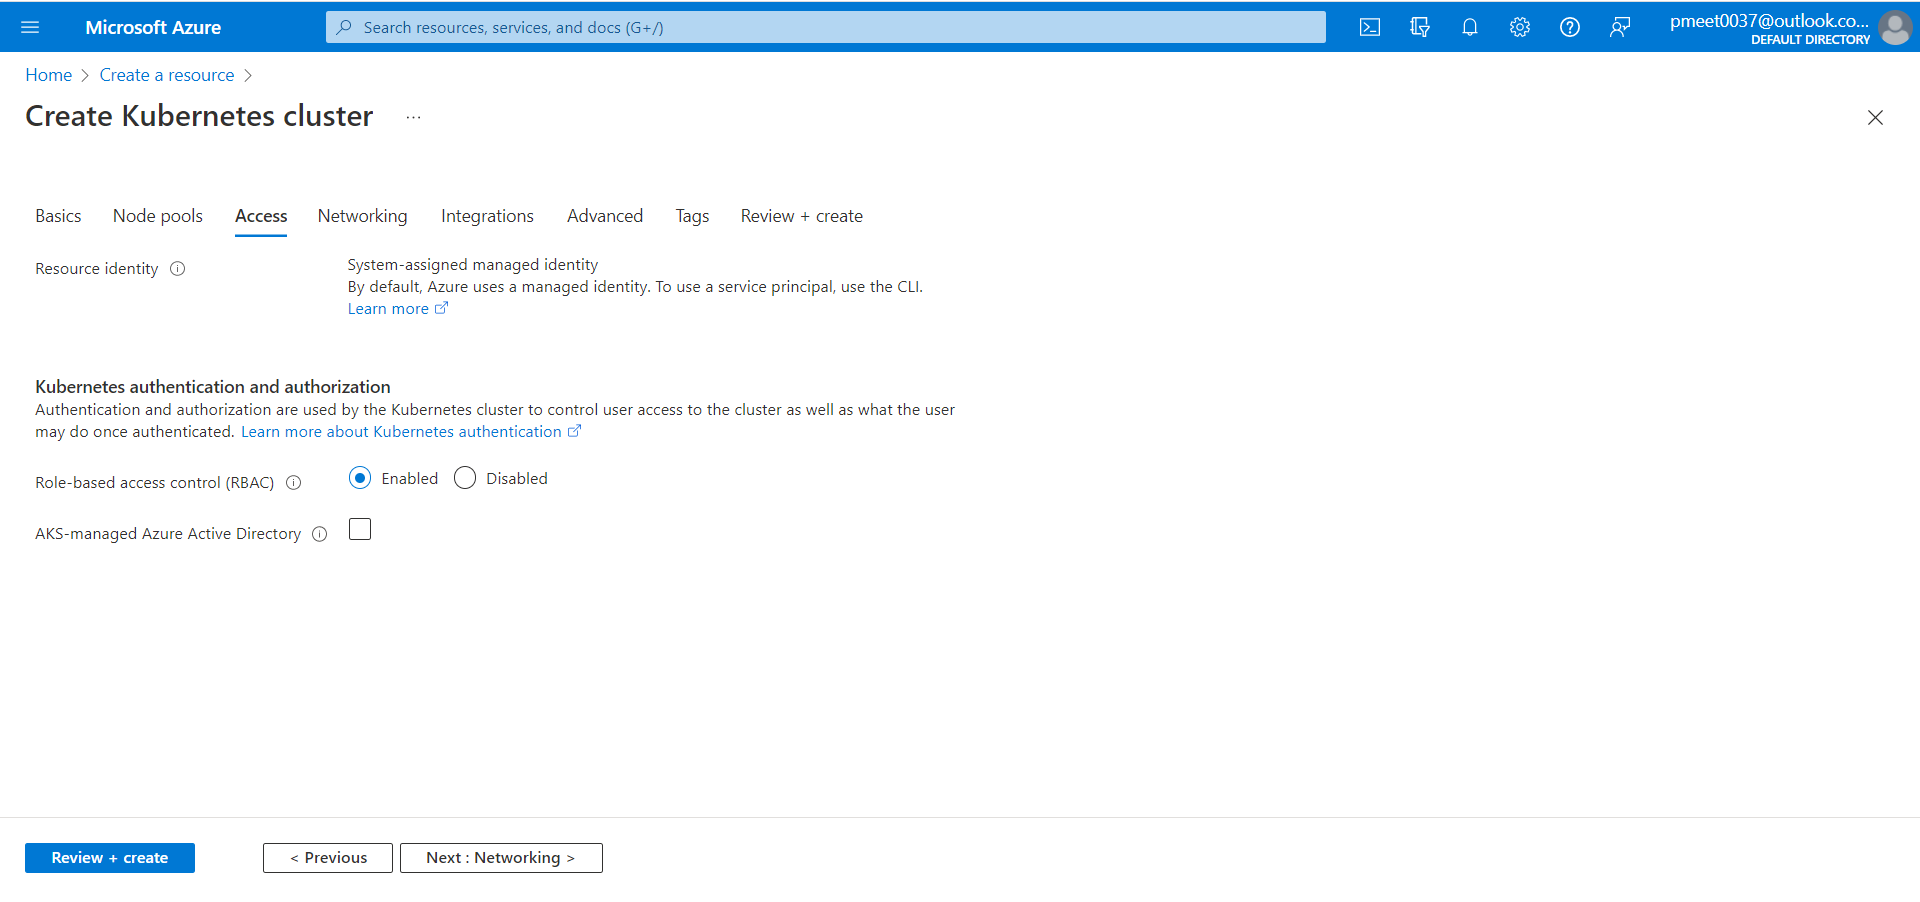 Microsoft Azure
Search resources, services, and docs (G+/)
pmeet0037@outlook.co...
DEFAULT DIRECTORY
Home > Create a resource >
Create Kubernetes cluster ...
Basics Node pools Access Networking Integrations Advanced Tags Review + create
Resource identity
System-assigned managed identity
By default, Azure uses a managed identity. To use a service principal, use the CLI.
Learn more
Kubernetes authentication and authorization
Authentication and authorization are used by the Kubernetes cluster to control user access to the cluster as well as what the user
may do once authenticated. Learn more about Kubernetes authentication
Role-based access control (RBAC) Enabled Disabled
AKS-managed Azure Active Directory
Review + create < Previous Next : Networking >